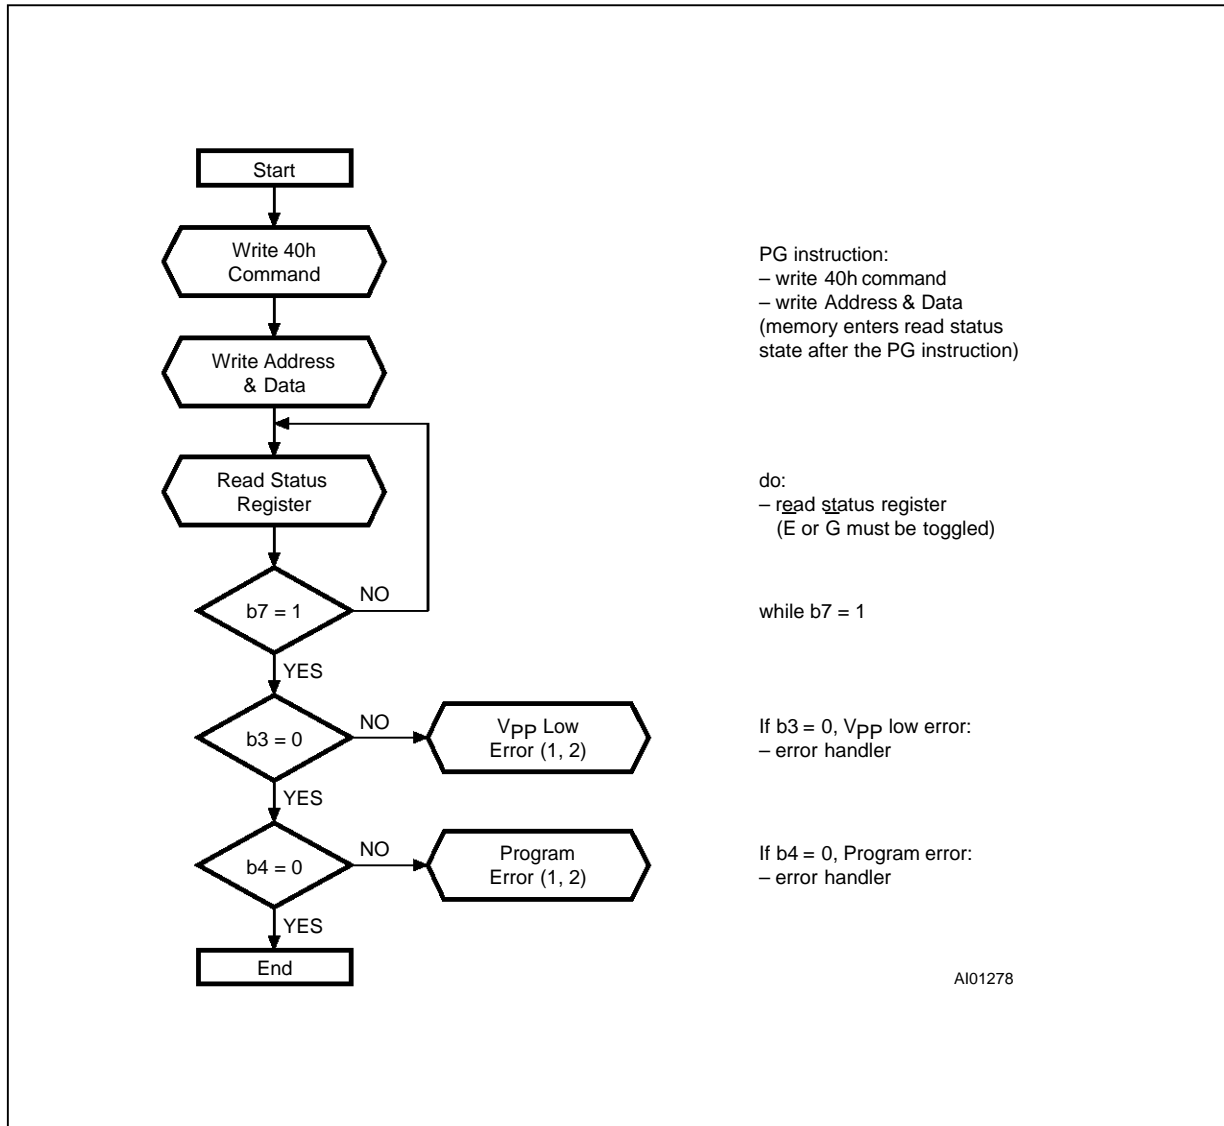 Start
Write 40h
Command
PG instruction:
– write 40h command
– write Address & Data
(memory enters read status
state after the PG instruction)
Write Address
& Data
Read Status
Register
do:
– read status register
(E̅ or G̅ must be toggled)
b7 = 1
NO
while b7 = 1
YES
b3 = 0
NO
VPP Low
Error (1, 2)
If b3 = 0, VPP low error:
– error handler
YES
b4 = 0
NO
Program
Error (1, 2)
If b4 = 0, Program error:
– error handler
YES
End
AI01278